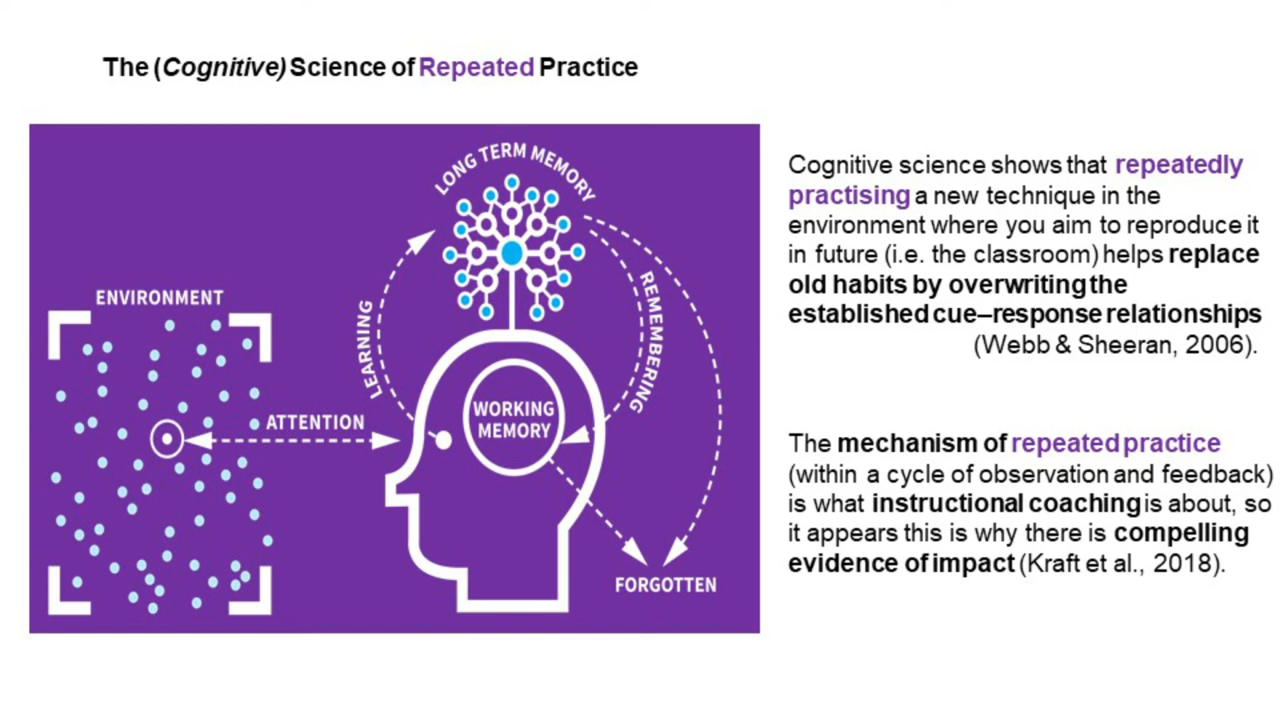 The (Cognitive) Science of Repeated Practice
LONG TERM MEMORY
ENVIRONMENT
LEARNING
REMEMBERING
ATTENTION
WORKING
MEMORY
FORGOTTEN
Cognitive science shows that repeatedly
practising a new technique in the
environment where you aim to reproduce it
in future (i.e. the classroom) helps replace
old habits by overwriting the
established cue–response relationships
(Webb & Sheeran, 2006).
The mechanism of repeated practice
(within a cycle of observation and feedback)
is what instructional coaching is about, so
it appears this is why there is compelling
evidence of impact (Kraft et al., 2018).